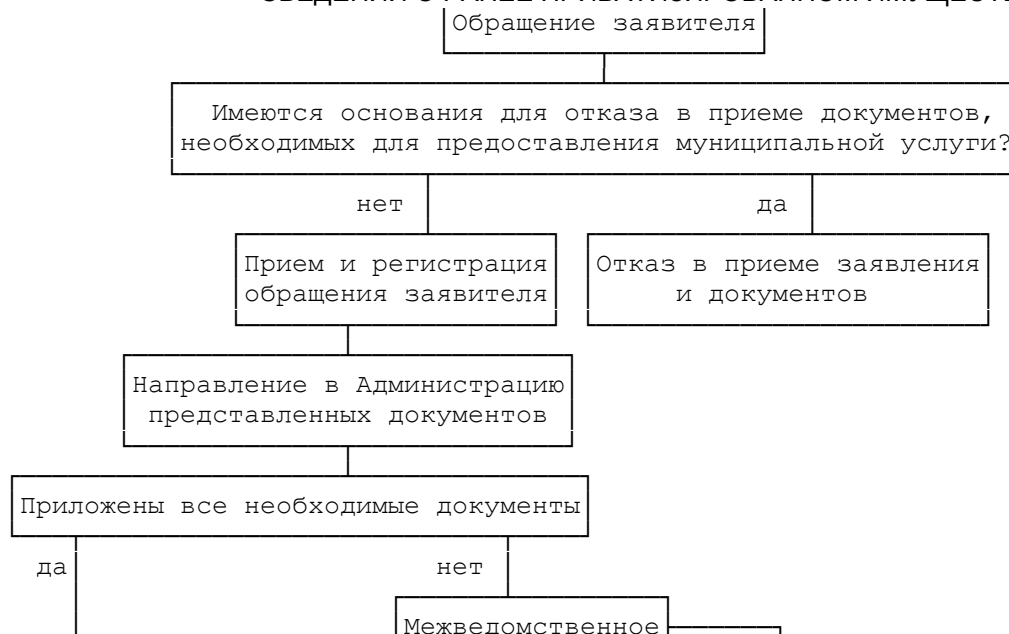 Обращение заявителя
Имеются основания для отказа в приеме документов,
необходимых для предоставления муниципальной услуги?
нет
да
Прием и регистрация
обращения заявителя
Отказ в приеме заявления
и документов
Направление в Администрацию
представленных документов
Приложены все необходимые документы
да
нет
Межведомственное